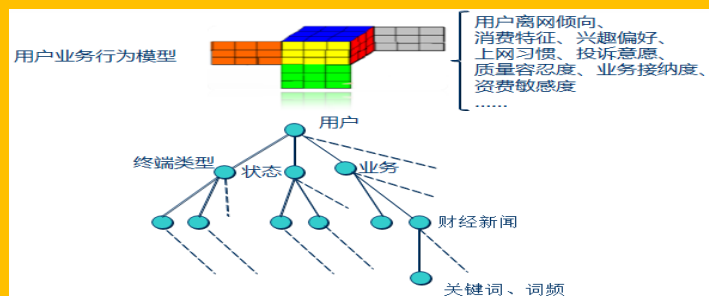 用户离网倾向、
消费特征、兴趣偏好、
上网习惯、投诉意愿、
质量容忍度、业务接纳度、
资费敏感度
......
用户业务行为模型
用户
终端类型
状态
业务
财经新闻
关键词、词频